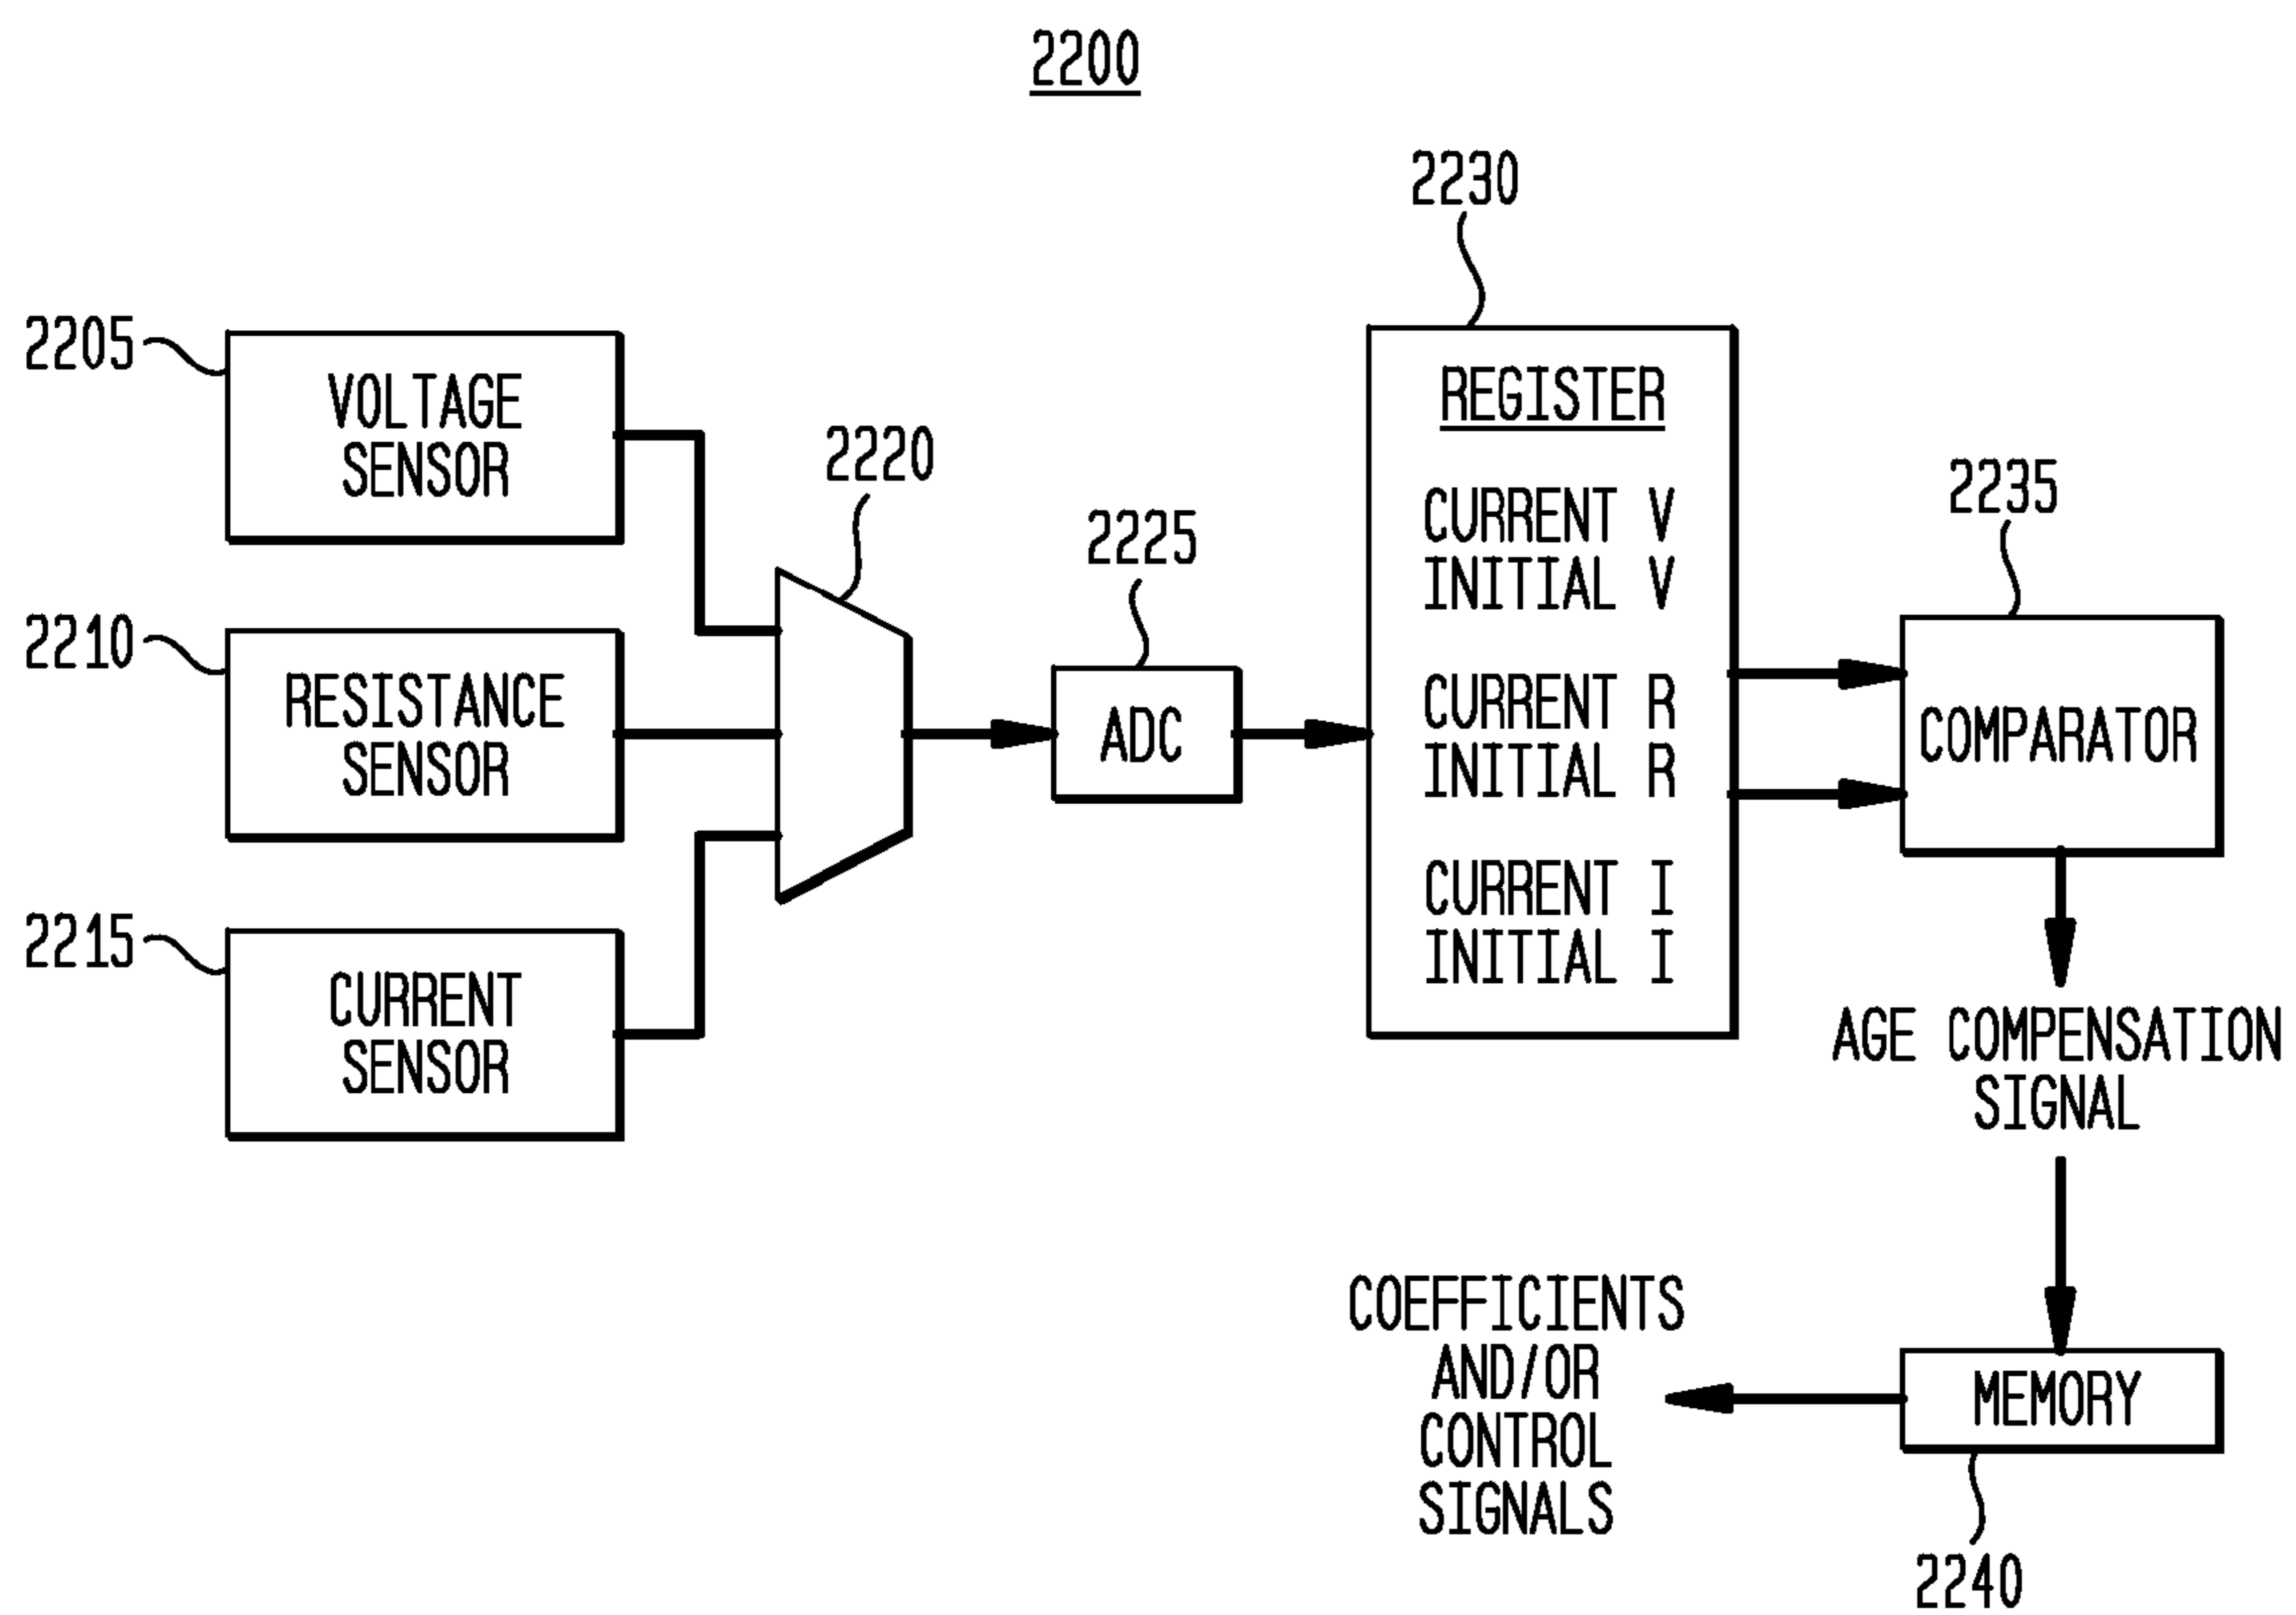 2200
2230
2205
VOLTAGE
SENSOR
2220
REGISTER
CURRENT V
INITIAL V
CURRENT R
INITIAL R
CURRENT I
INITIAL I
2235
2225
2210
RESISTANCE
SENSOR
ADC
COMPARATOR
2215
CURRENT
SENSOR
AGE COMPENSATION
SIGNAL
COEFFICIENTS
AND/OR
CONTROL
SIGNALS
MEMORY
2240